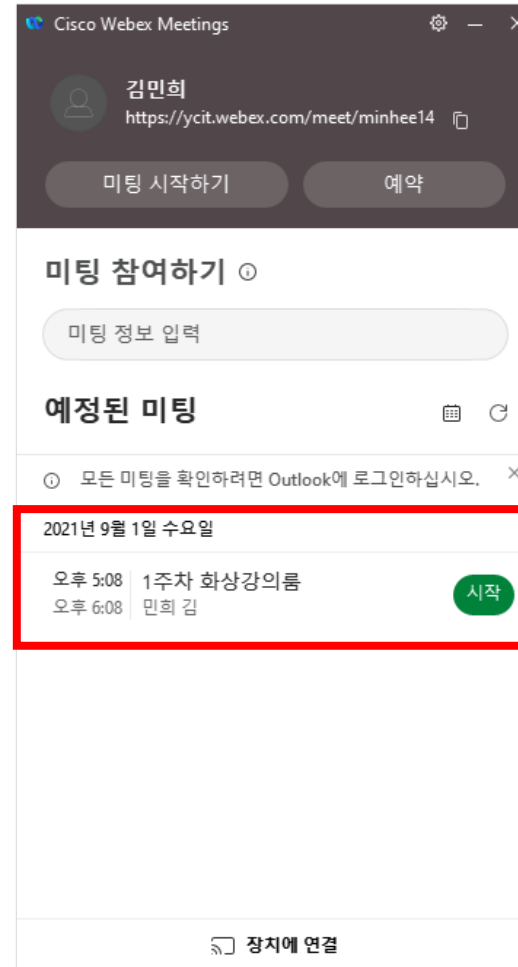 Cisco Webex Meetings
김민희
https://ycit.webex.com/meet/minhee14
미팅 시작하기 예약
미팅 참여하기
미팅 정보 입력
예정된 미팅
모든 미팅을 확인하려면 Outlook에 로그인하십시오.
2021년 9월 1일 수요일
오후 5:08 1주차 화상강의룸 시작
오후 6:08 민희 김
장치에 연결